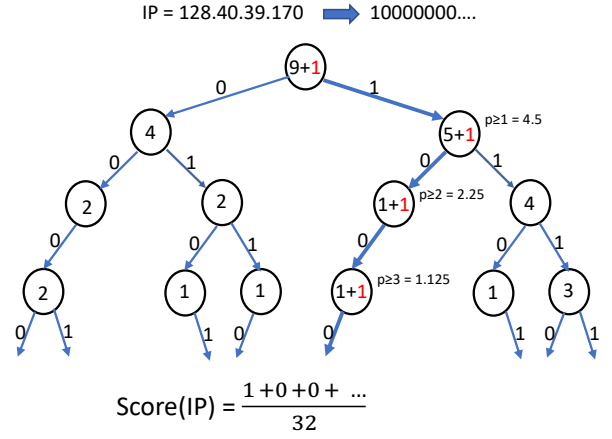 IP = 128.40.39.170 10000000....
9+1
0 1
4 5+1 p≥1 = 4.5
0 1 0 1
2 2 1+1 p≥2 = 2.25 4
0 0 1 0 0 1
2 1 1 1+1 p≥3 = 1.125 1 3
0 1 1 0 0 1 0 1
Score(IP) = 1 +0 +0 + ...
32